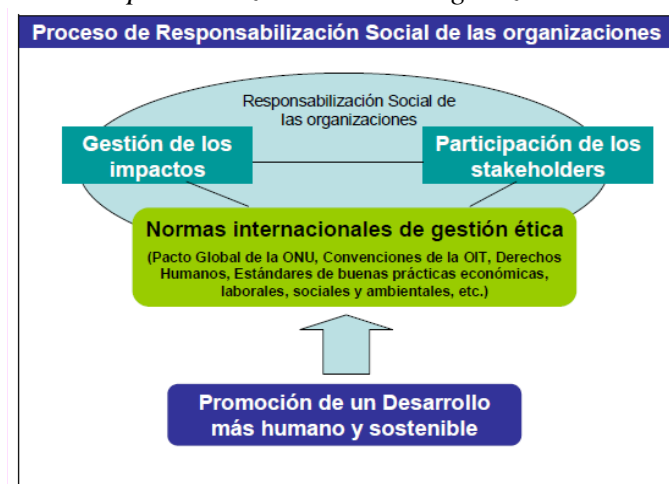 Proceso de Responsabilización Social de las organizaciones
Responsabilización Social de
las organizaciones
Gestión de los
impactos
Participación de los
stakeholders
Normas internacionales de gestión ética
(Pacto Global de la ONU, Convenciones de la OIT, Derechos
Humanos, Estándares de buenas prácticas económicas,
laborales, sociales y ambientales, etc.)
Promoción de un Desarrollo
más humano y sostenible